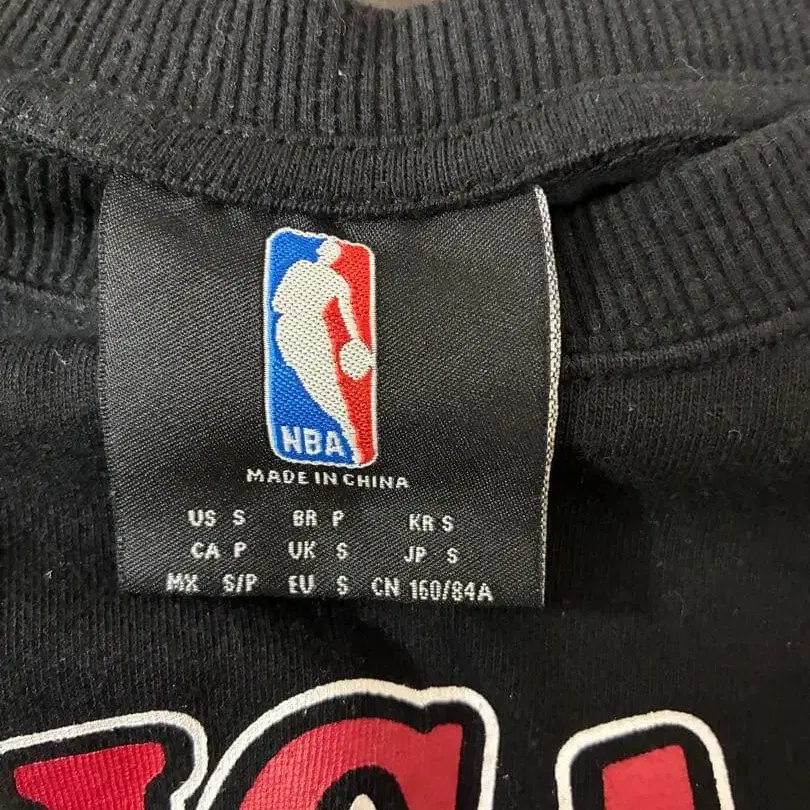 NBA
MADE IN CHINA
US S BR P KR S
CA P UK S JP S
MX S/P EU S CN 160/84A